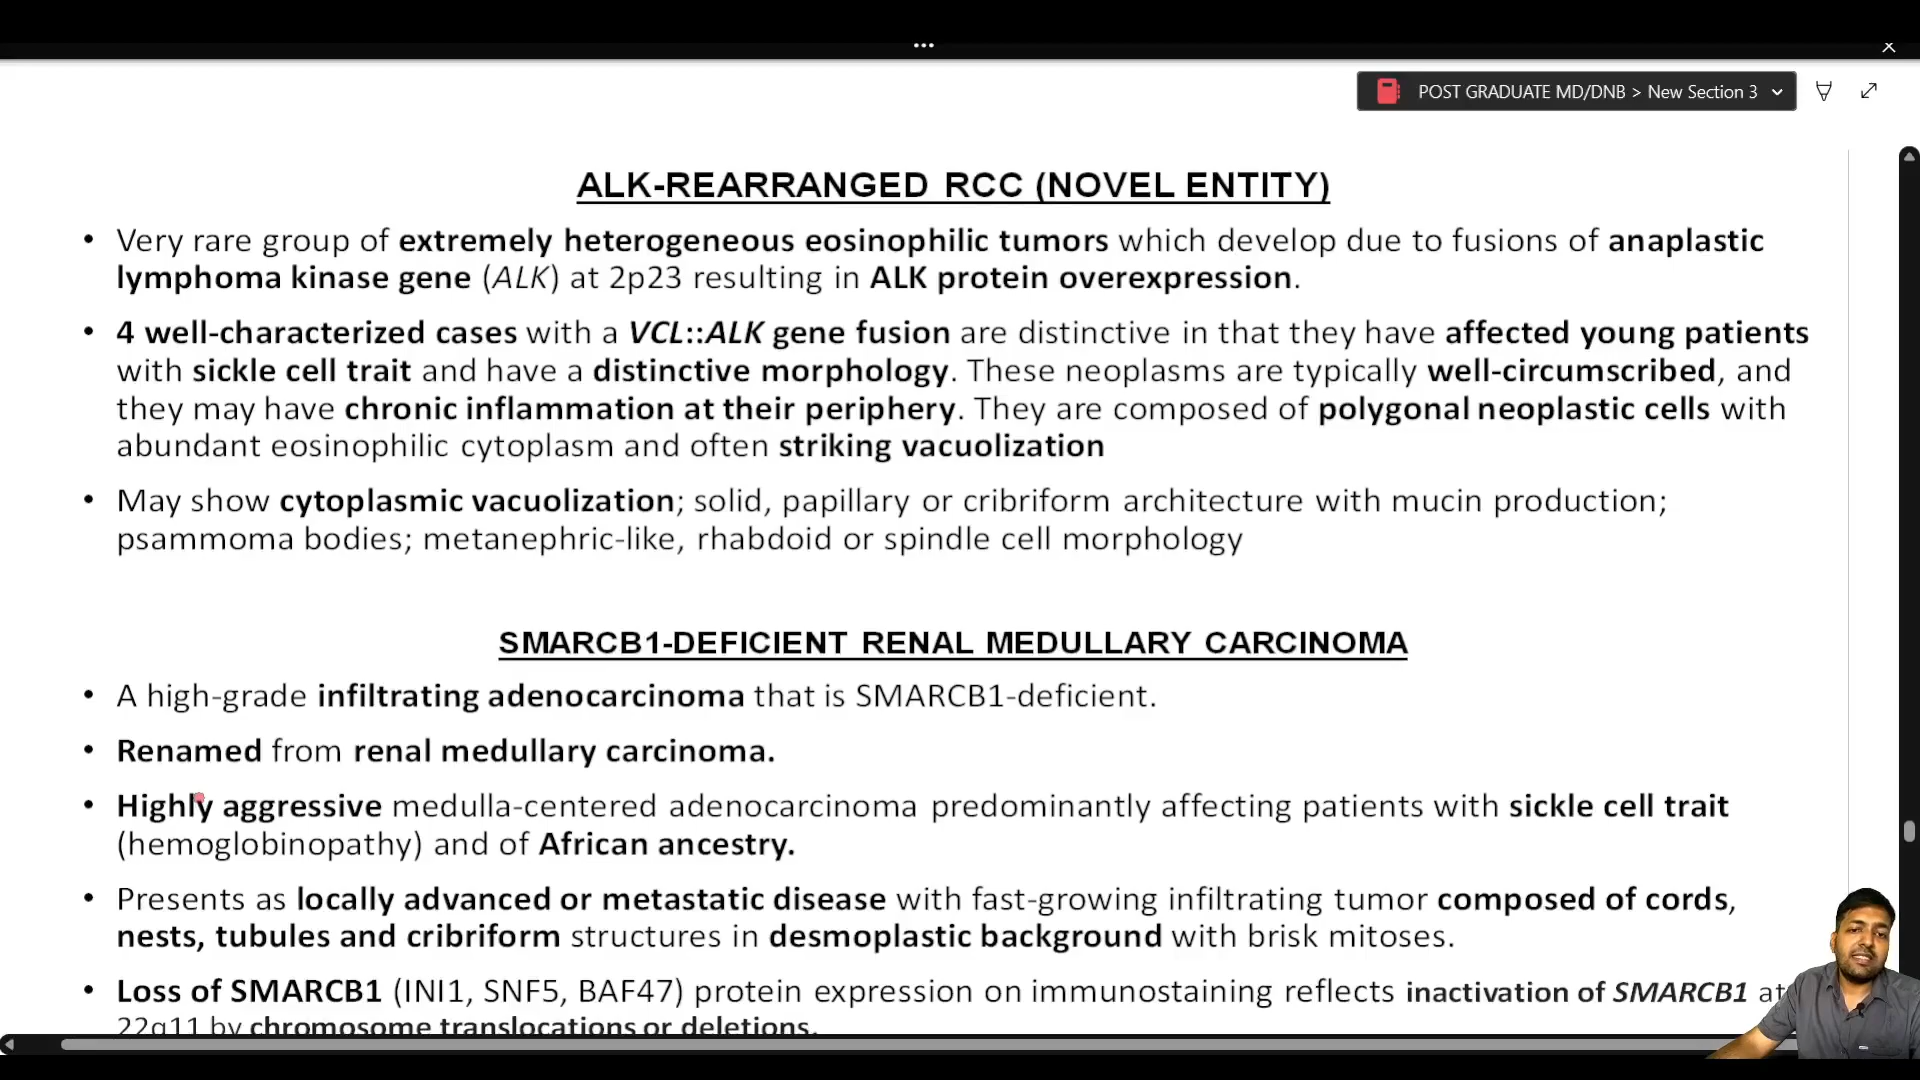 POST GRADUATE MD/DNB > New Section 3
ALK-REARRANGED RCC (NOVEL ENTITY)
• Very rare group of extremely heterogeneous eosinophilic tumors which develop due to fusions of anaplastic
lymphoma kinase gene (ALK) at 2p23 resulting in ALK protein overexpression.
• 4 well-characterized cases with a VCL::ALK gene fusion are distinctive in that they have affected young patients
with sickle cell trait and have a distinctive morphology. These neoplasms are typically well-circumscribed, and
they may have chronic inflammation at their periphery. They are composed of polygonal neoplastic cells with
abundant eosinophilic cytoplasm and often striking vacuolization
• May show cytoplasmic vacuolization; solid, papillary or cribriform architecture with mucin production;
psammoma bodies; metanephric-like, rhabdoid or spindle cell morphology
SMARCB1-DEFICIENT RENAL MEDULLARY CARCINOMA
• A high-grade infiltrating adenocarcinoma that is SMARCB1-deficient.
• Renamed from renal medullary carcinoma.
• Highly aggressive medulla-centered adenocarcinoma predominantly affecting patients with sickle cell trait
(hemoglobinopathy) and of African ancestry.
• Presents as locally advanced or metastatic disease with fast-growing infiltrating tumor composed of cords,
nests, tubules and cribriform structures in desmoplastic background with brisk mitoses.
• Loss of SMARCB1 (INI1, SNF5, BAF47) protein expression on immunostaining reflects inactivation of SMARCB1 at
22q11 by chromosome translocations or deletions.